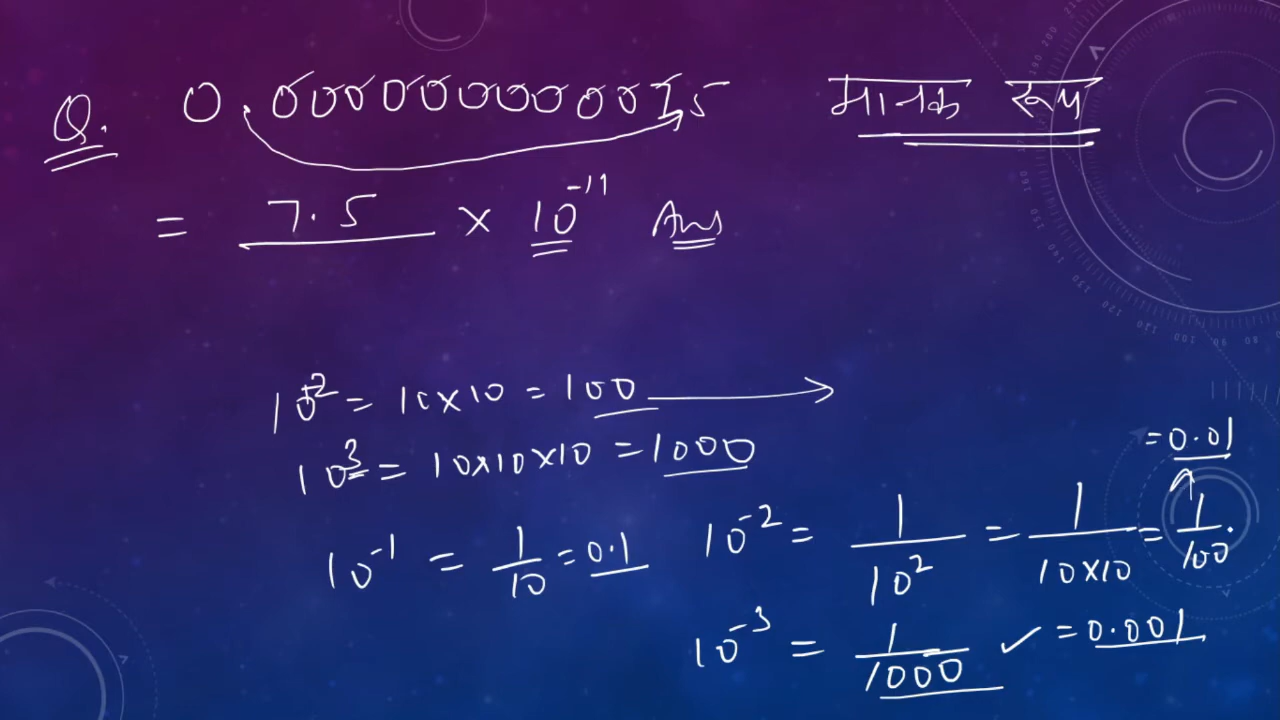 Q. 0.000000000075 मानक रूप
= 7.5 × 10⁻¹¹ Ans
10² = 10×10 = 100
10³ = 10×10×10 = 1000
10⁻¹ = 1/10 = 0.1
10⁻² = 1/10² = 1/10×10 = 1/100 = 0.01
10⁻³ = 1/1000 ✓ = 0.001